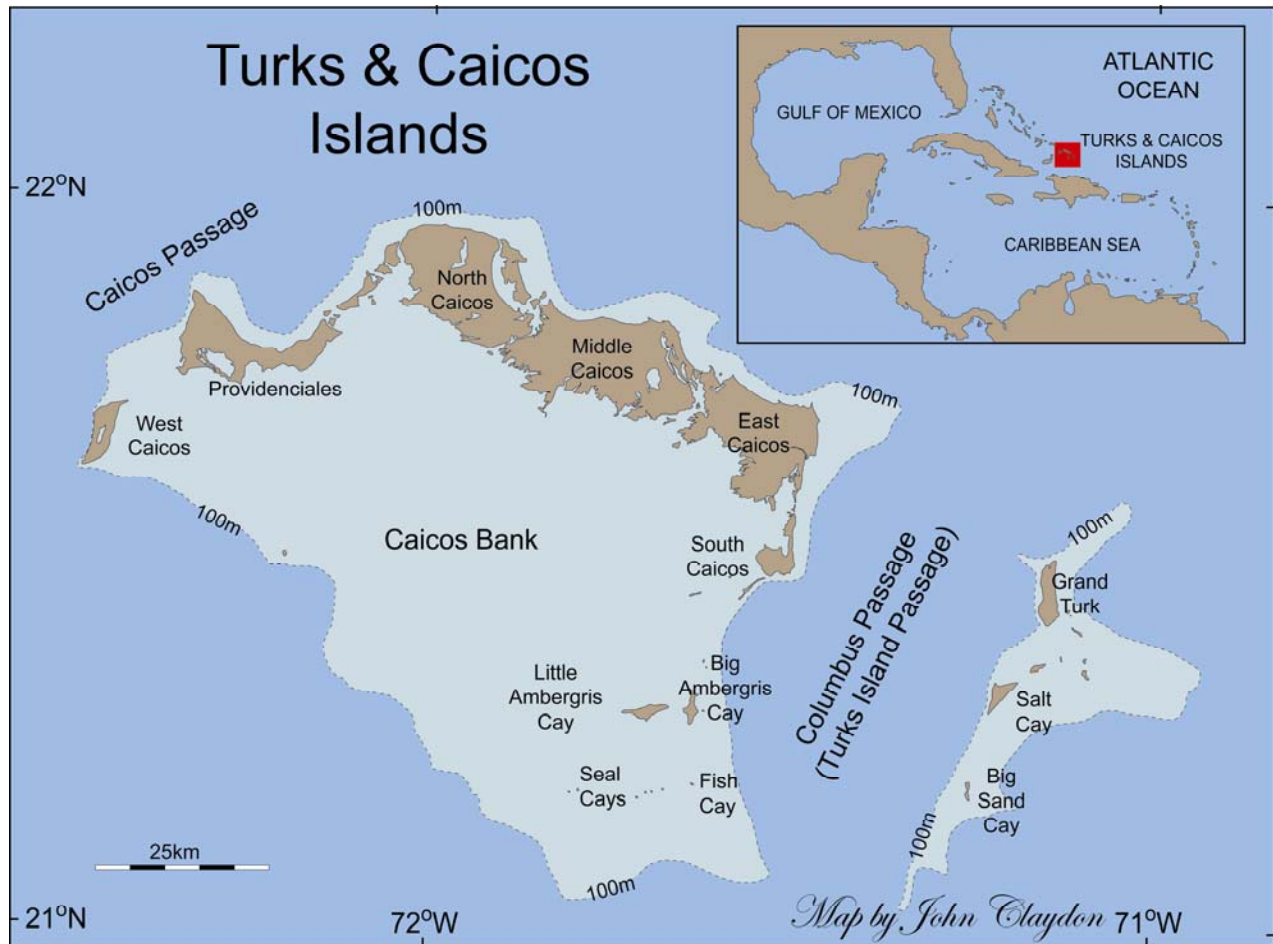 Turks & Caicos
Islands
ATLANTIC
OCEAN
GULF OF MEXICO
TURKS & CAICOS
ISLANDS
CARIBBEAN SEA
22°N
Caicos Passage
100m
North
Caicos
Middle
Caicos
Providenciales
West
Caicos
East
Caicos
100m
100m
Caicos Bank
South
Caicos
Columbus Passage
(Turks Island Passage)
100m
Grand
Turk
Little
Ambergris
Cay
Big
Ambergris
Cay
Salt
Cay
Seal
Cays
Fish
Cay
Big
Sand
Cay
100m
25km
100m
21°N
72°W
Map by John Claydon
71°W